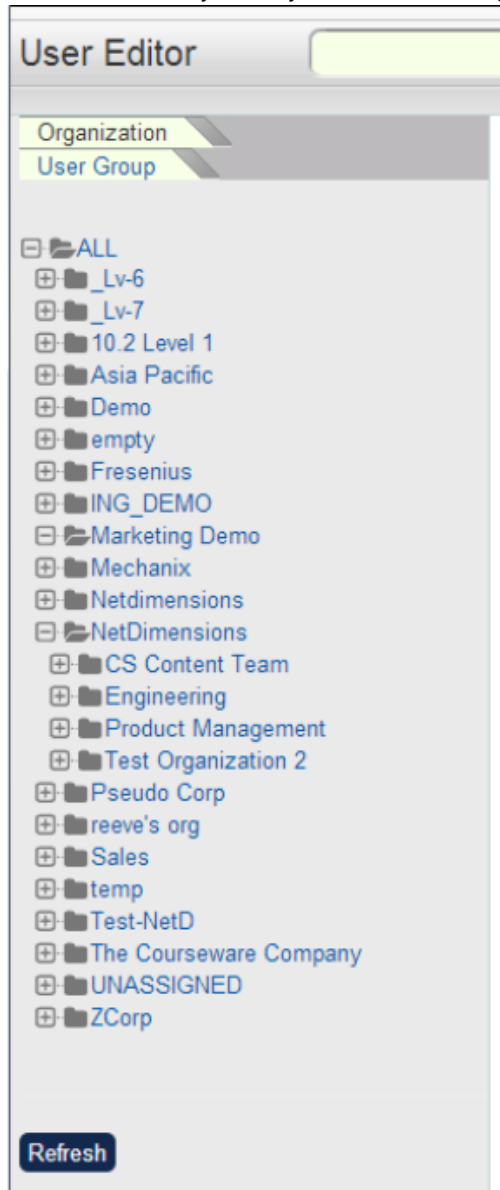 User Editor
Organization
User Group
ALL
_Lv-6
_Lv-7
10.2 Level 1
Asia Pacific
Demo
empty
Fresenius
ING_DEMO
Marketing Demo
Mechanix
Netdimensions
NetDimensions
CS Content Team
Engineering
Product Management
Test Organization 2
Pseudo Corp
reeve's org
Sales
temp
Test-NetD
The Courseware Company
UNASSIGNED
ZCorp
Refresh